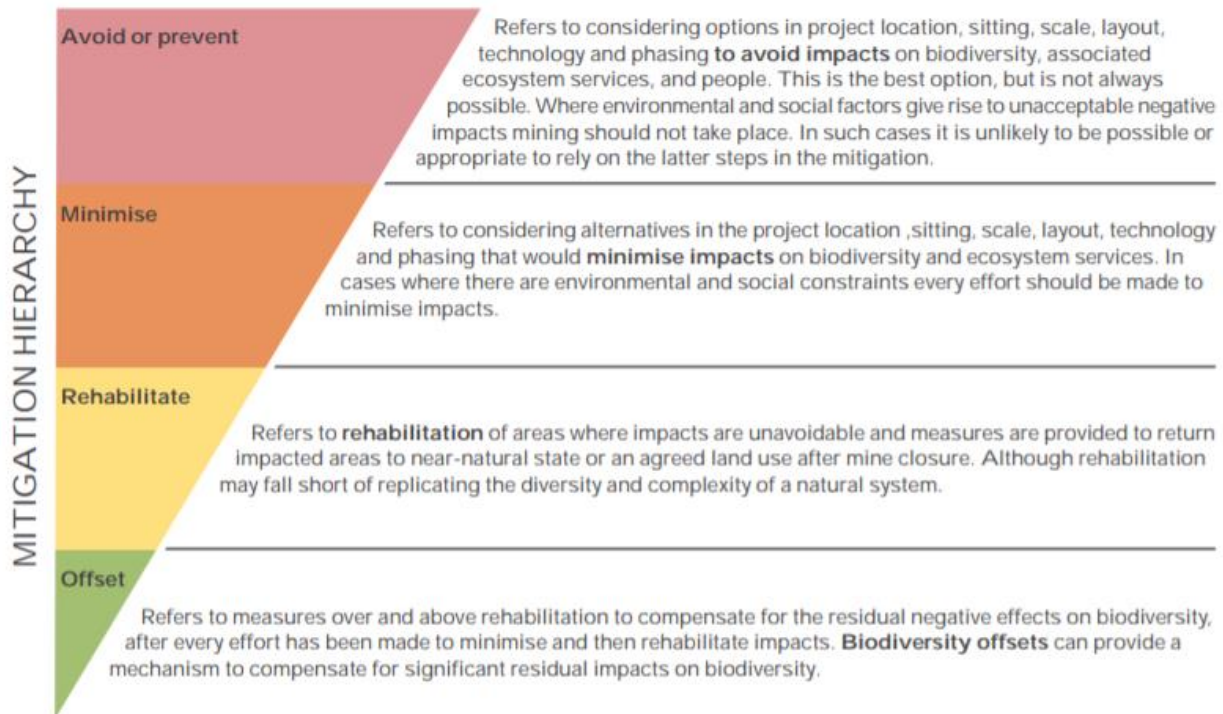 MITIGATION HIERARCHY
Avoid or prevent
Refers to considering options in project location, sitting, scale, layout,
technology and phasing to avoid impacts on biodiversity, associated
ecosystem services, and people. This is the best option, but is not always
possible. Where environmental and social factors give rise to unacceptable negative
impacts mining should not take place. In such cases it is unlikely to be possible or
appropriate to rely on the latter steps in the mitigation.
Minimise
Refers to considering alternatives in the project location ,sitting, scale, layout, technology
and phasing that would minimise impacts on biodiversity and ecosystem services. In
cases where there are environmental and social constraints every effort should be made to
minimise impacts.
Rehabilitate
Refers to rehabilitation of areas where impacts are unavoidable and measures are provided to return
impacted areas to near-natural state or an agreed land use after mine closure. Although rehabilitation
may fall short of replicating the diversity and complexity of a natural system.
Offset
Refers to measures over and above rehabilitation to compensate for the residual negative effects on biodiversity,
after every effort has been made to minimise and then rehabilitate impacts. Biodiversity offsets can provide a
mechanism to compensate for significant residual impacts on biodiversity.